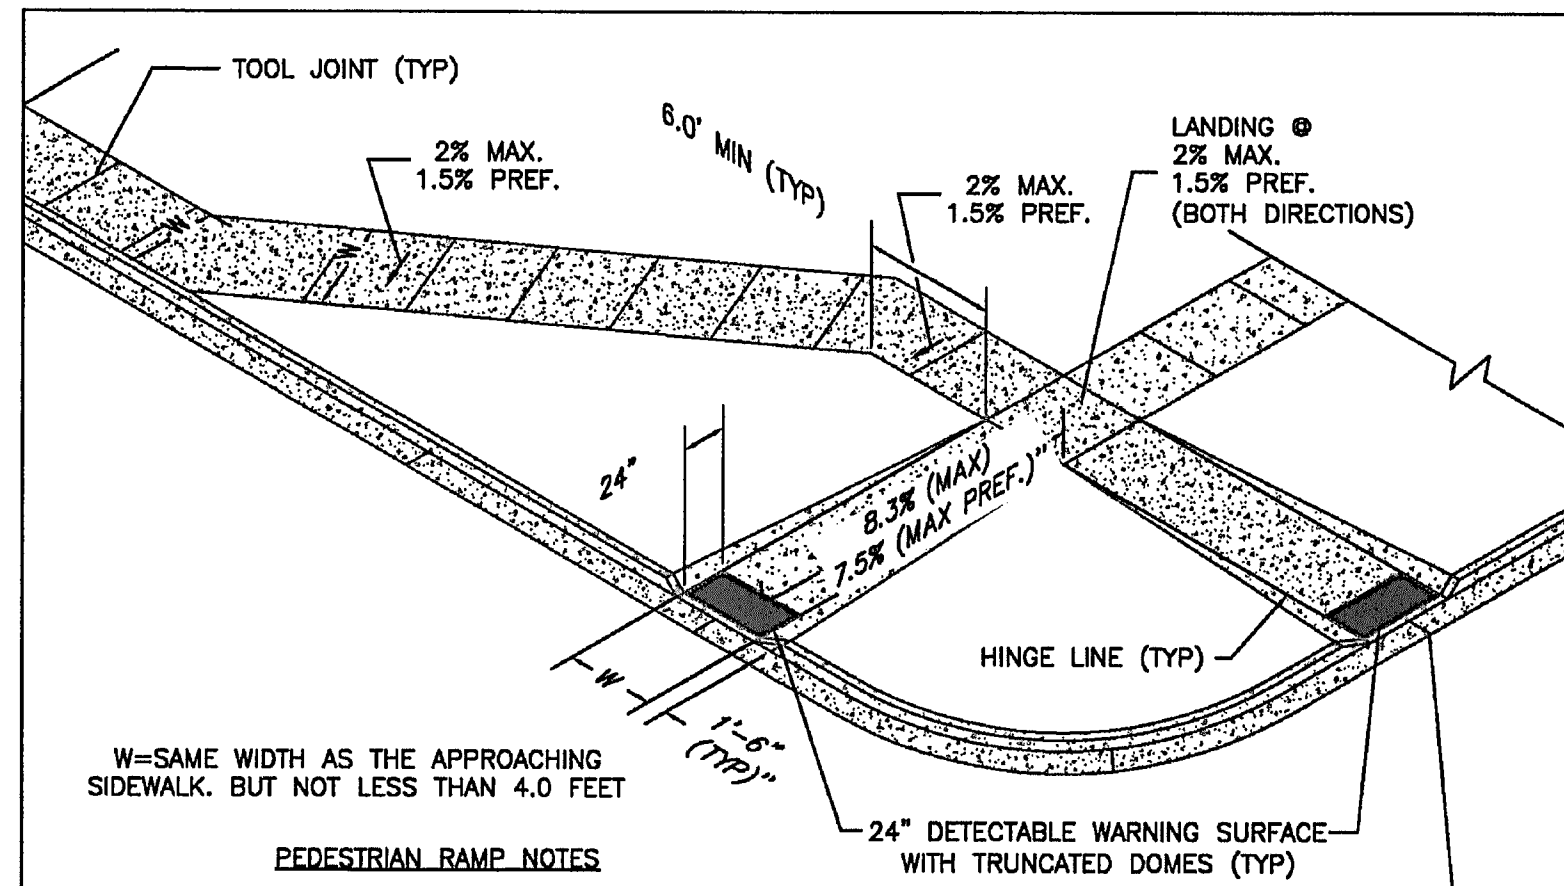 TOOL JOINT (TYP)
2% MAX.
1.5% PREF.
6.0' MIN (TYP)
2% MAX.
1.5% PREF.
LANDING @
2% MAX.
1.5% PREF.
(BOTH DIRECTIONS)
W
W
24"
8.3% (MAX)
7.5% (MAX PREF.)"
HINGE LINE (TYP)
W
1'-6"
(TYP)"
W=SAME WIDTH AS THE APPROACHING
SIDEWALK. BUT NOT LESS THAN 4.0 FEET
24" DETECTABLE WARNING SURFACE
WITH TRUNCATED DOMES (TYP)
PEDESTRIAN RAMP NOTES